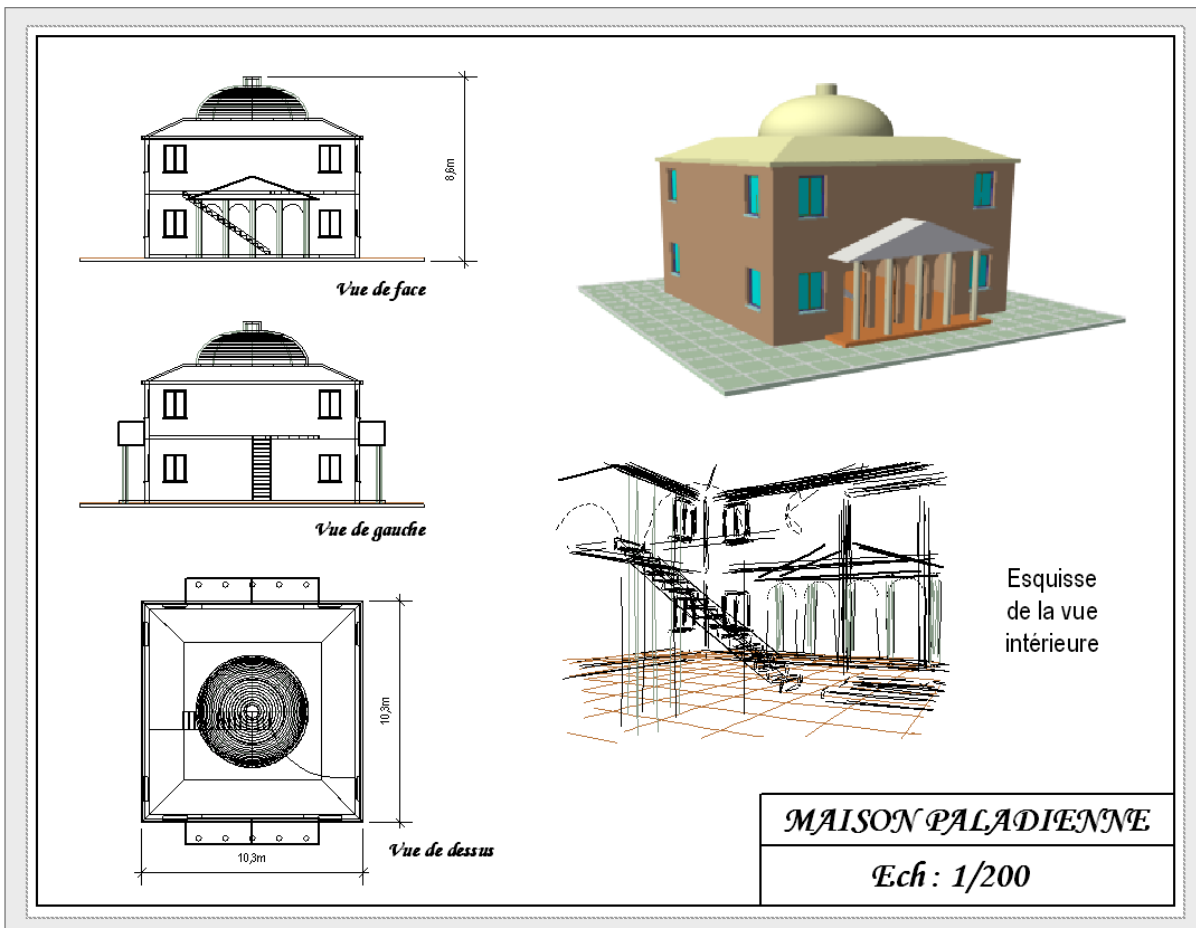 8,6m
Vue de face
Vue de gauche
Esquisse
de la vue
intérieure
10,3m
10,3m
Vue de dessus
MAISON PALADIENNE
Ech : 1/200